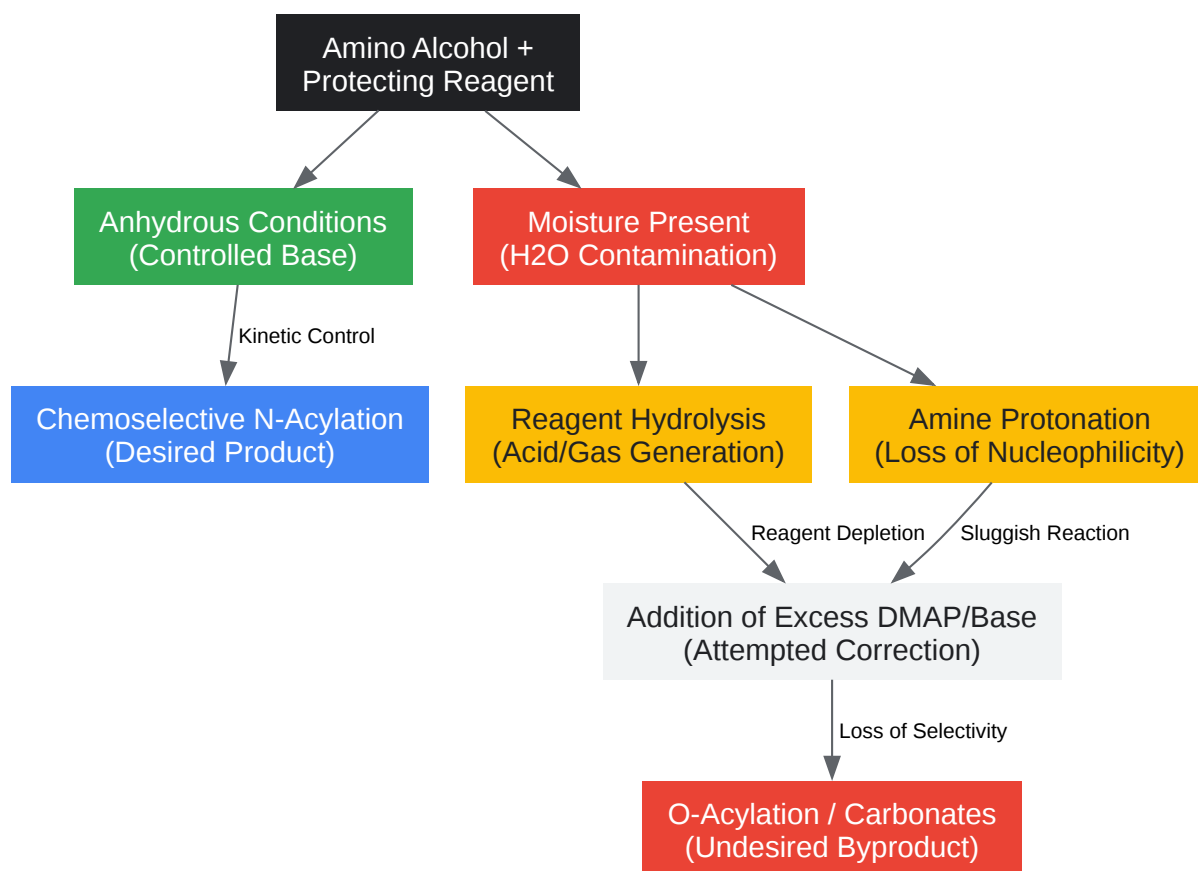 Amino Alcohol +
Protecting Reagent
Anhydrous Conditions
(Controlled Base)
Moisture Present
(H2O Contamination)
Kinetic Control
Chemoselective N-Acylation
(Desired Product)
Reagent Hydrolysis
(Acid/Gas Generation)
Amine Protonation
(Loss of Nucleophilicity)
Reagent Depletion
Sluggish Reaction
Addition of Excess DMAP/Base
(Attempted Correction)
Loss of Selectivity
O-Acylation / Carbonates
(Undesired Byproduct)